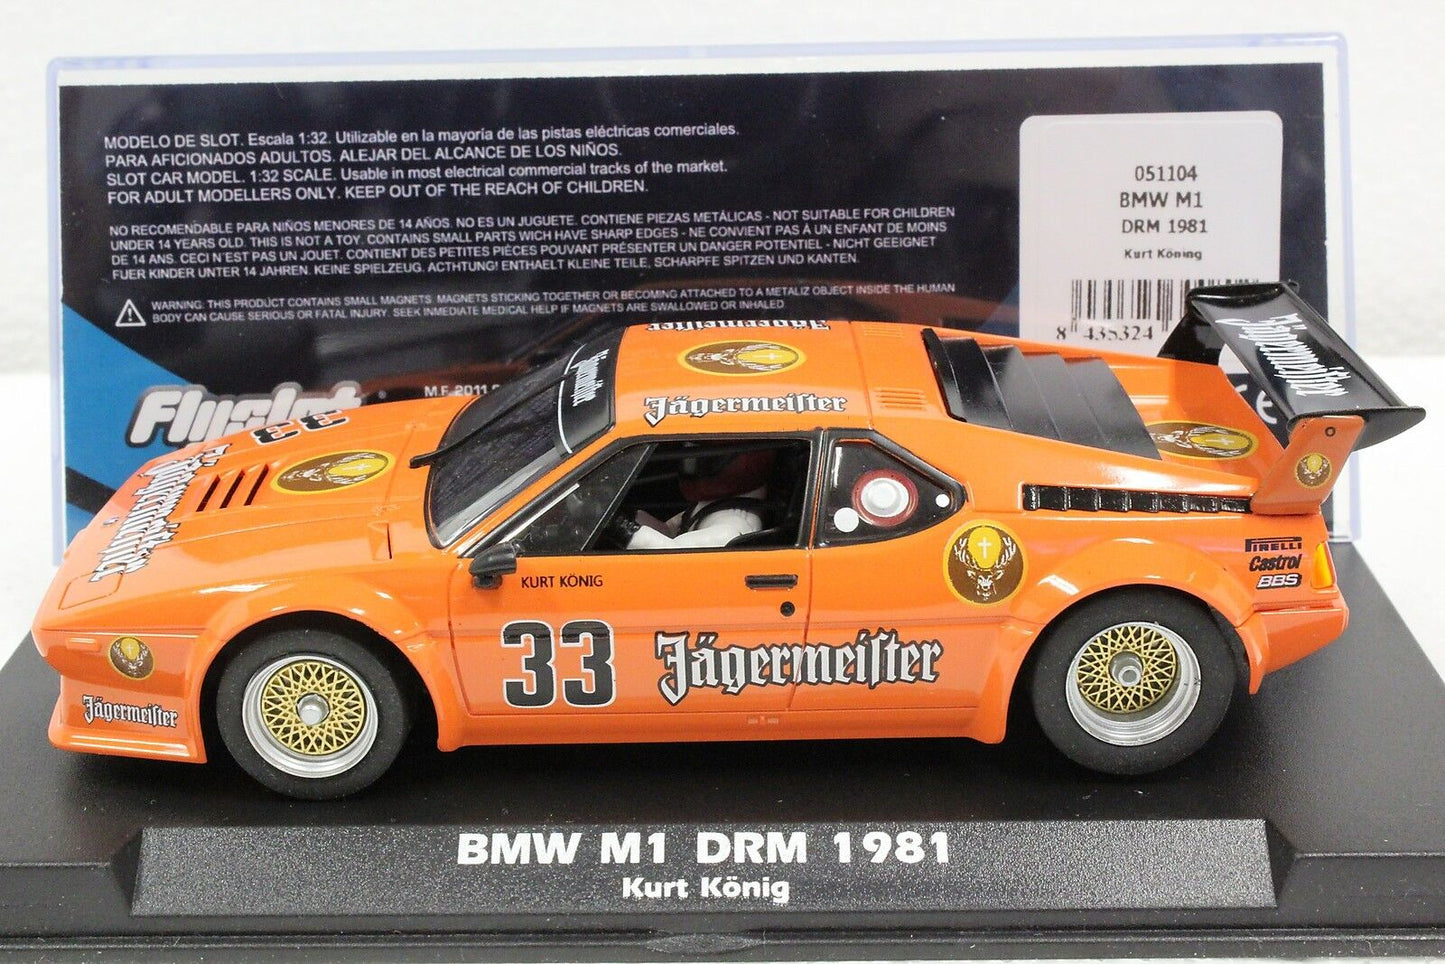 MODELO DE SLOT. Escala 1:32. Utilizable en la mayoría de las pistas eléctricas comerciales.
PARA AFICIONADOS ADULTOS. ALEJAR DEL ALCANCE DE LOS NIÑOS.
SLOT CAR MODEL. 1:32 SCALE. Usable in most electrical commercial tracks of the market.
FOR ADULT MODELLERS ONLY. KEEP OUT OF THE REACH OF CHILDREN.
NO RECOMENDABLE PARA NIÑOS MENORES DE 14 AÑOS. NO ES UN JUGUETE. CONTIENE PIEZAS METÁLICAS - NOT SUITABLE FOR CHILDREN
UNDER 14 YEARS OLD. THIS IS NOT A TOY. CONTAINS SMALL PARTS WICH HAVE SHARP EDGES - NE CONVIENT PAS À UN ENFANT DE MOINS
DE 14 ANS. CECI N'EST PAS UN JOUET. CONTIENT DES PETITES PIÈCES POUVANT PRÉSENTER UN DANGER POTENTIEL - NICHT GEEIGNET
FUER KINDER UNTER 14 JAHREN. KEINE SPIELZEUG. ACTHTUNG! ENTHAELT KLEINE TEILE, SCHARPFE SPITZEN UND KANTEN.
WARNING: THIS PRODUCT CONTAINS SMALL MAGNETS. MAGNETS STICKING TOGETHER OR BECOMING ATTACHED TO A METALIZ OBJECT INSIDE THE HUMAN
BODY CAN CAUSE SERIOUS OR FATAL INJURY. SEEK INMEDIATE MEDICAL HELP IF MAGNETS ARE SWALLOWED OR INHALED
Flyslot
M.F. 2011
051104
BMW M1
DRM 1981
Kurt Köning
8 435324
CE
Jägermeister
Jägermeister
Jägermeister
Jägermeister
33
Jägermeister
KURT KÖNIG
33
Jägermeister
Jägermeister
PIRELLI
Castrol
BBS
BMW M1 DRM 1981
Kurt König